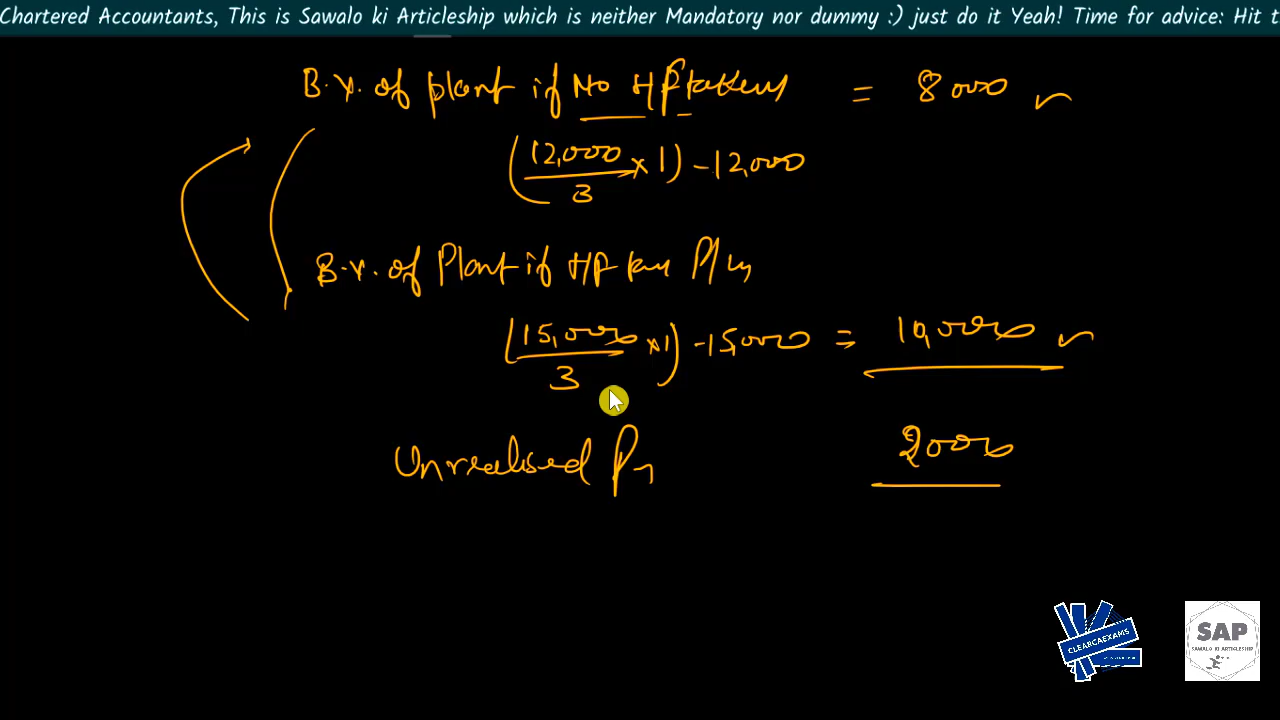 Chartered Accountants, This is Sawalo ki Articleship which is neither Mandatory nor dummy :) just do it Yeah! Time for advice: Hit t
B.V. of plant if No HP taken = 8000
(12,000/3 × 1) - 12,000
B.V. of Plant if HP
(15,000/3 × 1) - 15,000 = 10,000
Unrealised 2000
CLEARCAEXAMS
SAP
SAWALO KI ARTICLESHIP